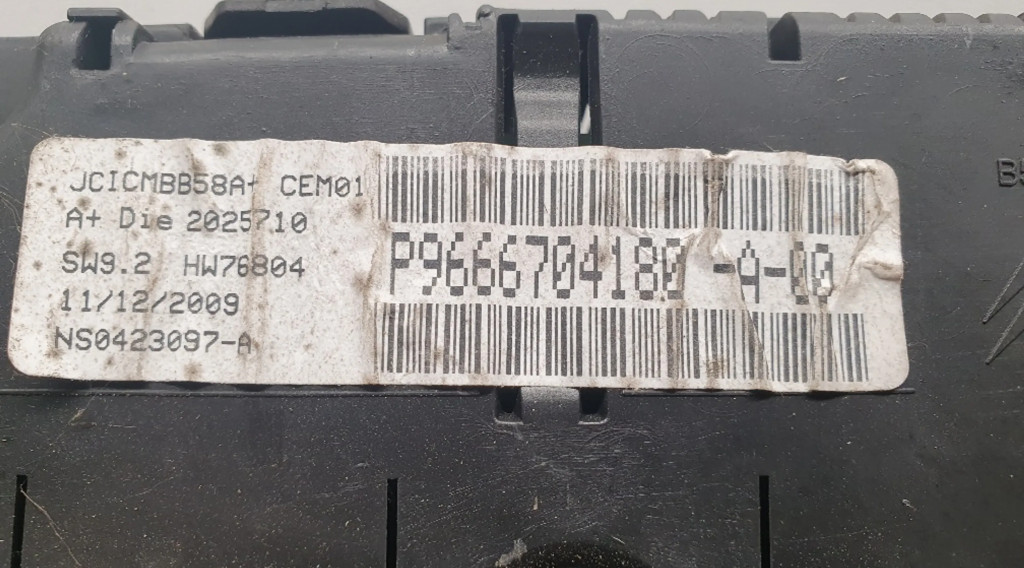 JCICMBB58A+ CEM01
A+ Die 2025710
SW9.2 HW76804
11/12/2009
NS0423097-A
P9666704180 -A-00